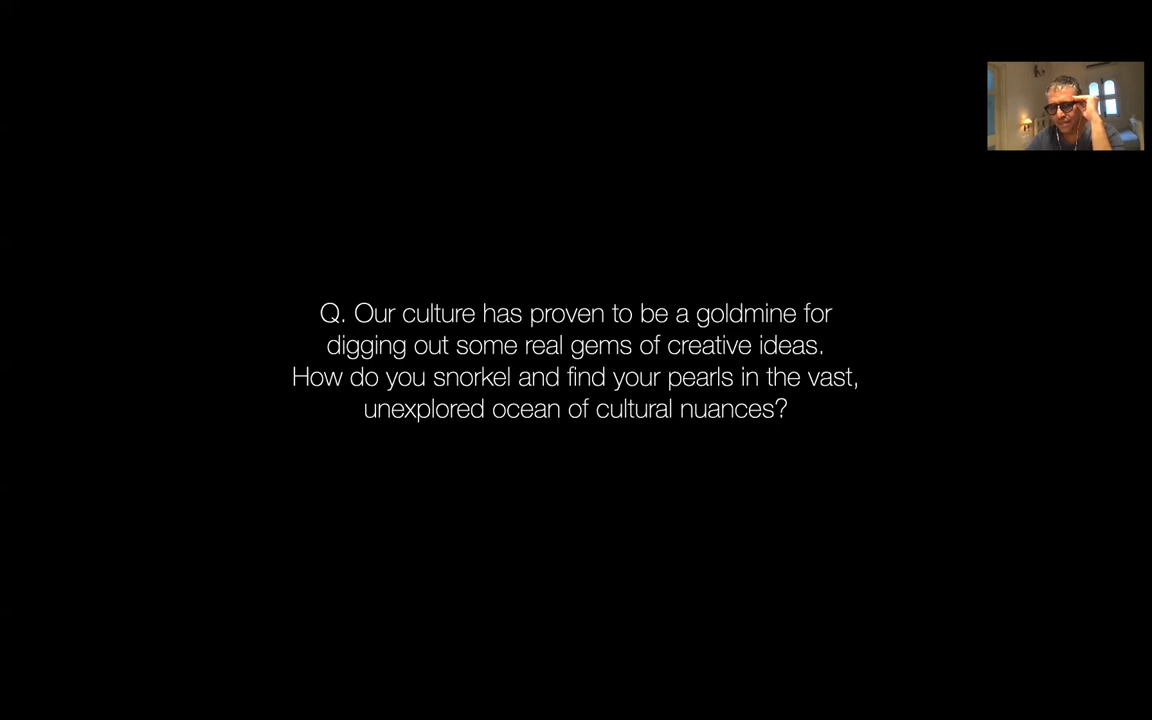 Q. Our culture has proven to be a goldmine for
digging out some real gems of creative ideas.
How do you snorkel and find your pearls in the vast,
unexplored ocean of cultural nuances?